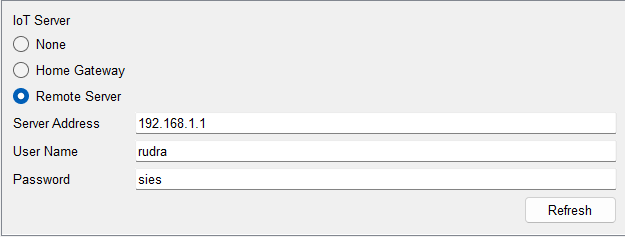 IoT Server
None
Home Gateway
Remote Server
Server Address 192.168.1.1
User Name rudra
Password sies
Refresh